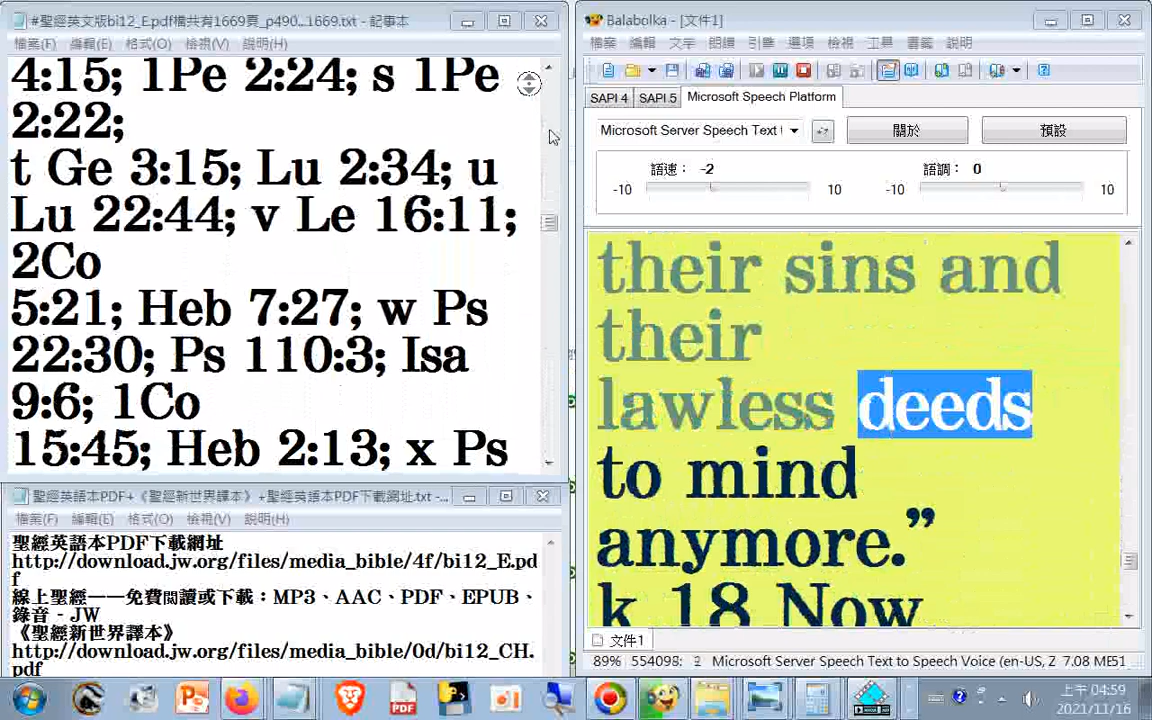 #聖經英文版bi12_E.pdf檔共有1669頁_p490...1669.txt - 記事本
檔案(F) 編輯(E) 格式(O) 檢視(V) 說明(H)
4:15; 1Pe 2:24; s 1Pe
2:22;
t Ge 3:15; Lu 2:34; u
Lu 22:44; v Le 16:11;
2Co
5:21; Heb 7:27; w Ps
22:30; Ps 110:3; Isa
9:6; 1Co
15:45; Heb 2:13; x Ps
聖經英語本PDF+《聖經新世界譯本》+聖經英語本PDF下載網址.txt -...
檔案(F) 編輯(E) 格式(O) 檢視(V) 說明(H)
聖經英語本PDF下載網址
http://download.jw.org/files/media_bible/4f/bi12_E.pd
f
線上聖經——免費閱讀或下載：MP3、AAC、PDF、EPUB、
錄音 - JW
《聖經新世界譯本》
http://download.jw.org/files/media_bible/0d/bi12_CH.
pdf
Balabolka - [文件1]
檔案 編輯 文字 朗讀 引擎 選項 檢視 工具 書籤 說明
SAPI 4 SAPI 5 Microsoft Speech Platform
Microsoft Server Speech Text 關於 預設
語速： -2 語調： 0
-10 10 -10 10
their sins and
their
lawless deeds
to mind
anymore.”
k 18 Now
文件1
89% 554098: 2 Microsoft Server Speech Text to Speech Voice (en-US, Z 7.08 ME51
上午 04:59
2021/11/16